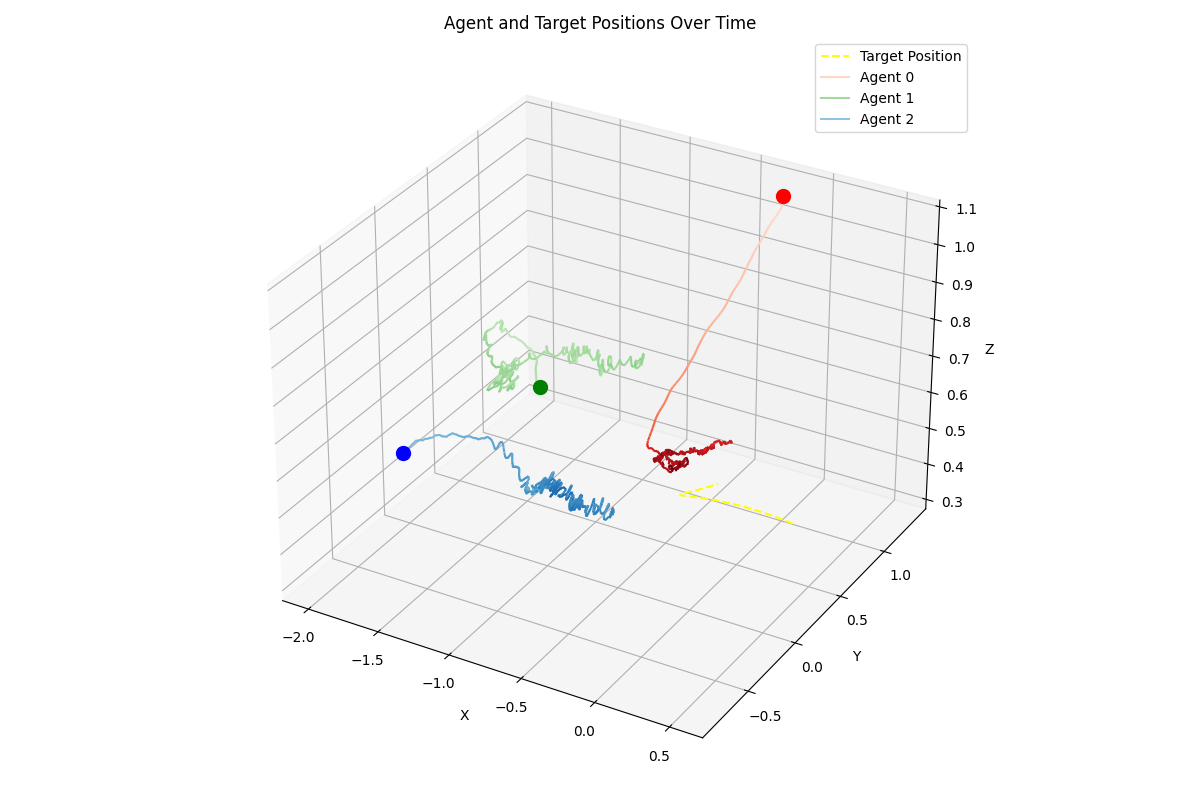 Agent and Target Positions Over Time
Target Position
Agent 0
Agent 1
Agent 2
1.1
1.0
0.9
0.8
Z
0.7
0.6
0.5
0.4
0.3
1.0
0.5
Y
0.0
−0.5
−2.0
−1.5
−1.0
−0.5
X
0.0
0.5